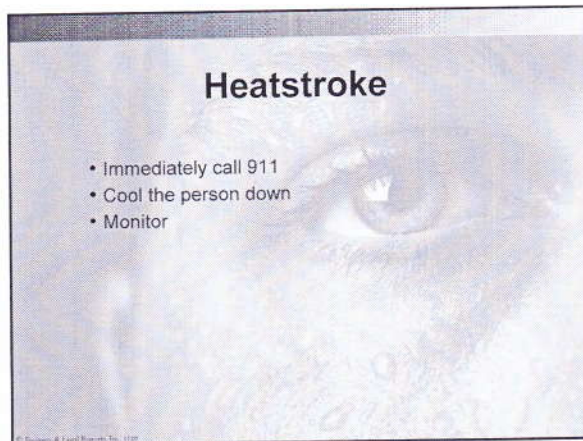 Heatstroke
• Immediately call 911
• Cool the person down
• Monitor